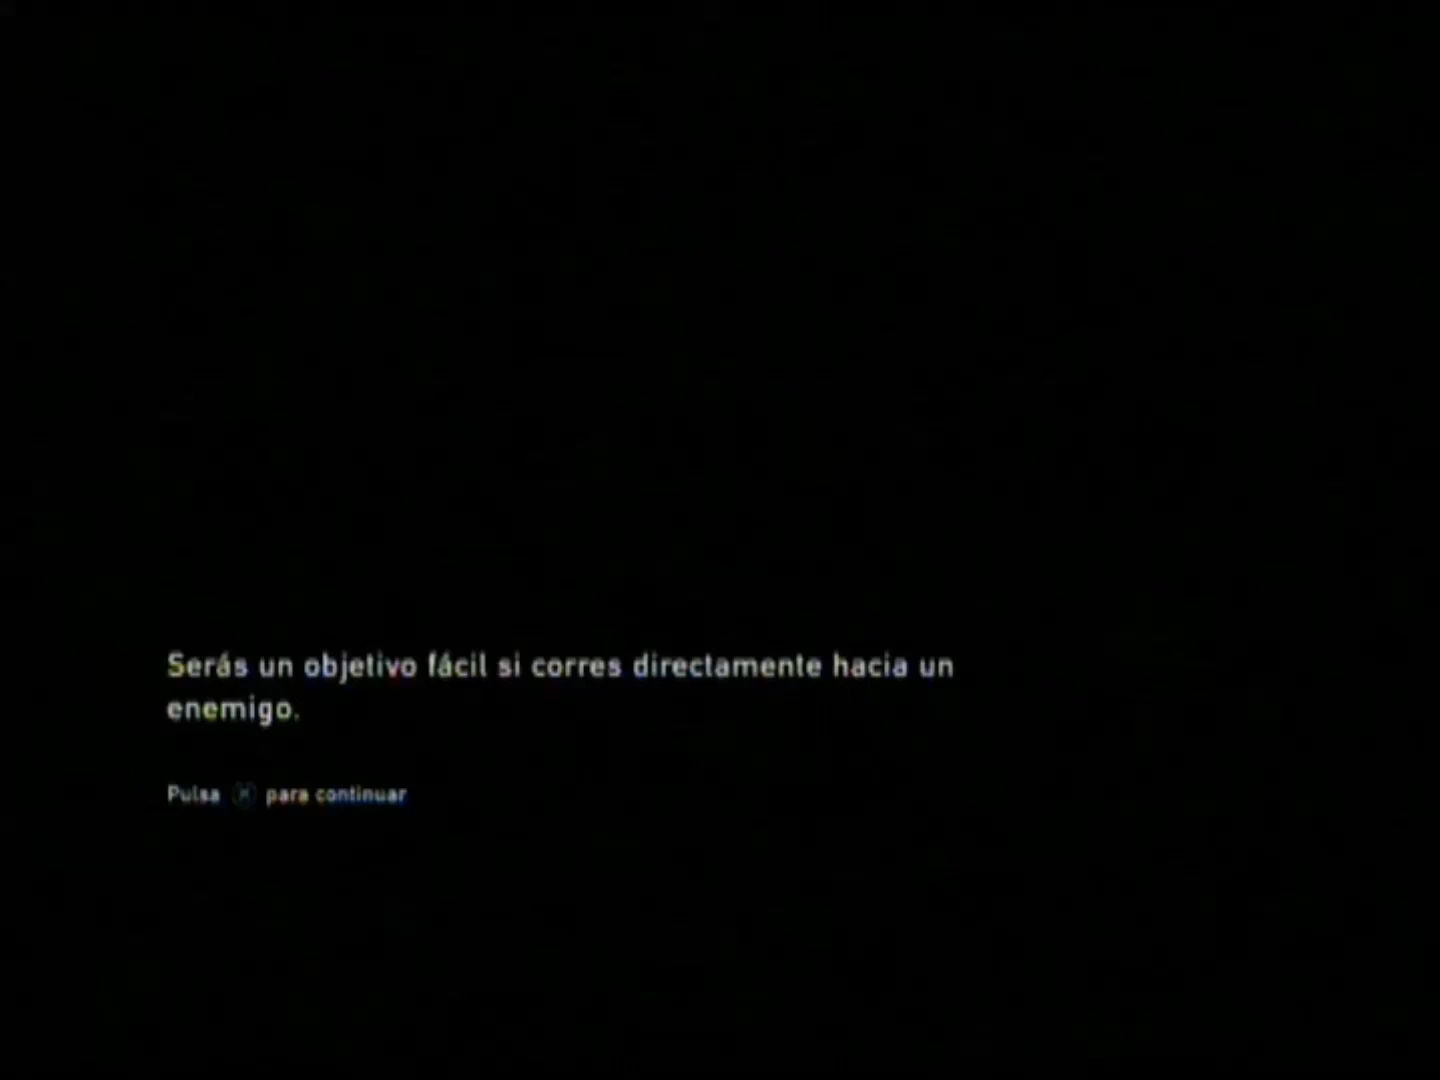 Serás un objetivo fácil si corres directamente hacia un
enemigo.
Pulsa X para continuar